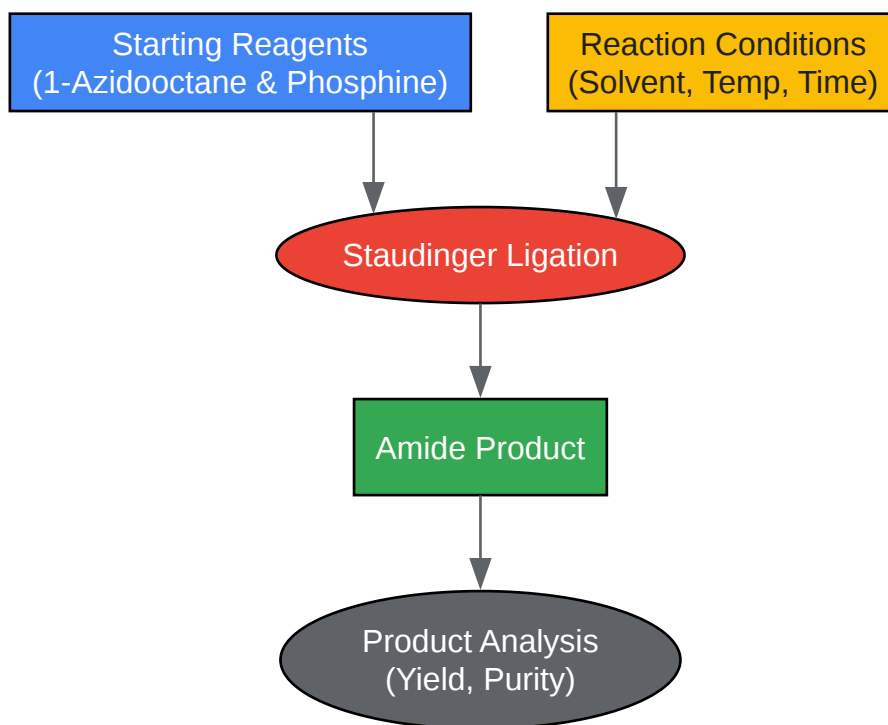 Starting Reagents
(1-Azidooctane & Phosphine)
Reaction Conditions
(Solvent, Temp, Time)
Staudinger Ligation
Amide Product
Product Analysis
(Yield, Purity)